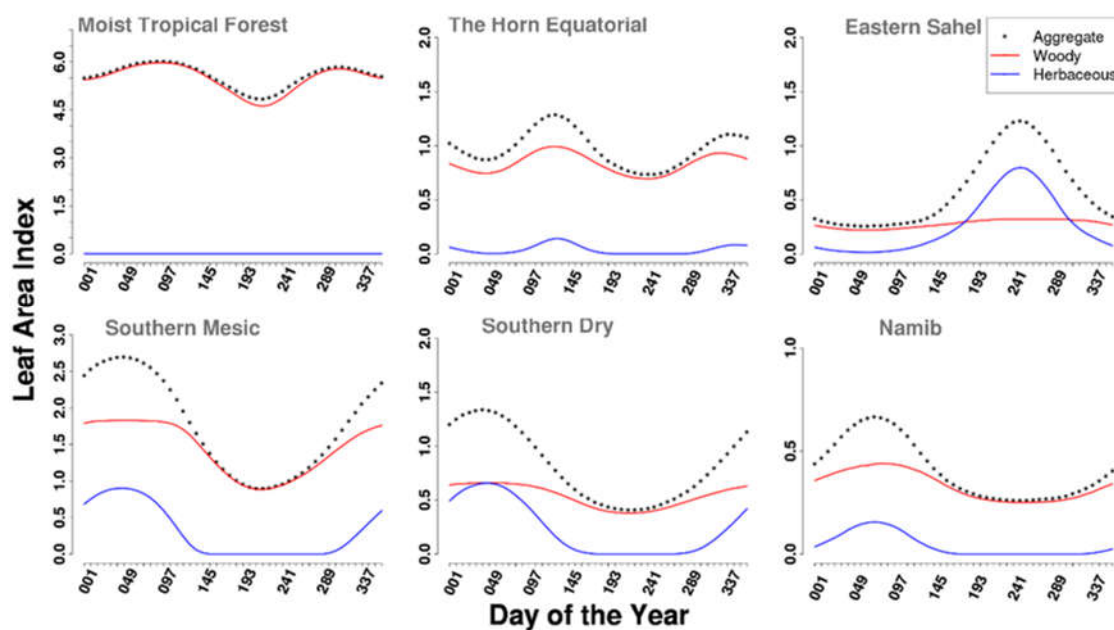 Moist Tropical Forest
The Horn Equatorial
Eastern Sahel
Aggregate
Woody
Herbaceous
Leaf Area Index
0.0 1.5 3.0 4.5 6.0
001 049 097 145 193 241 289 337
0.0 0.5 1.0 1.5 2.0
001 049 097 145 193 241 289 337
0.0 0.5 1.0 1.5 2.0
001 049 097 145 193 241 289 337
Southern Mesic
Southern Dry
Namib
0.0 0.5 1.0 1.5 2.0 2.5 3.0
001 049 097 145 193 241 289 337
0.0 0.5 1.0 1.5 2.0
001 049 097 145 193 241 289 337
0.0 0.5 1.0
001 049 097 145 193 241 289 337
Day of the Year